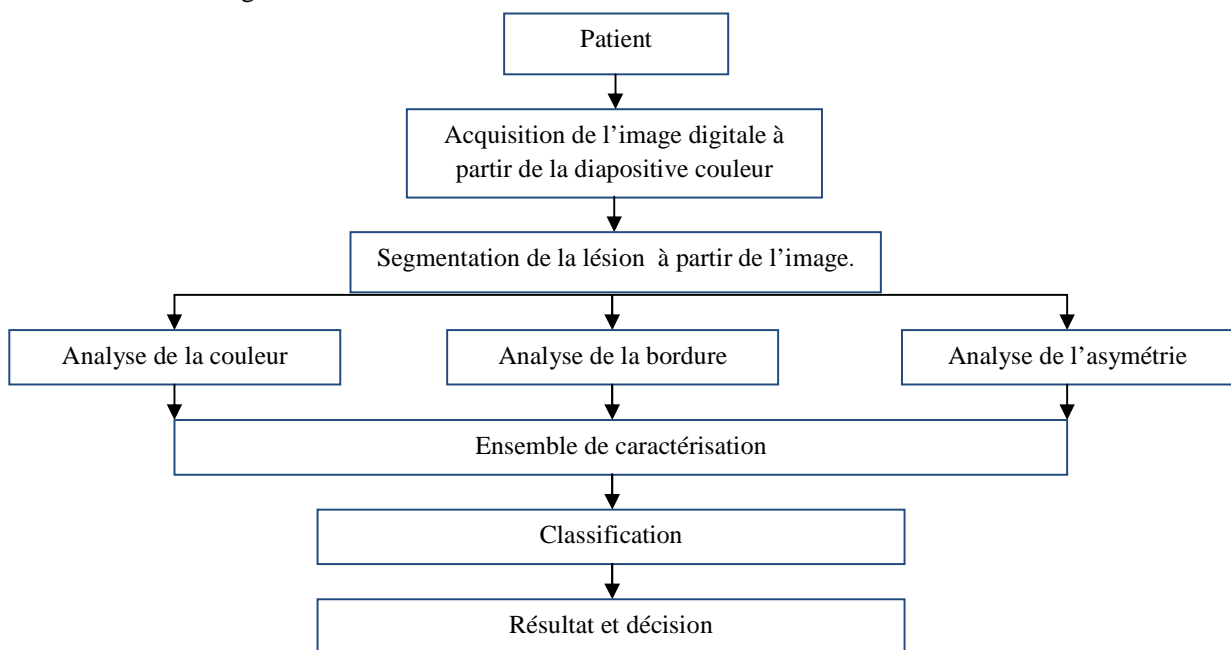 Patient
Acquisition de l’image digitale à
partir de la diapositive couleur
Segmentation de la lésion à partir de l’image.
Analyse de la couleur
Analyse de la bordure
Analyse de l’asymétrie
Ensemble de caractérisation
Classification
Résultat et décision